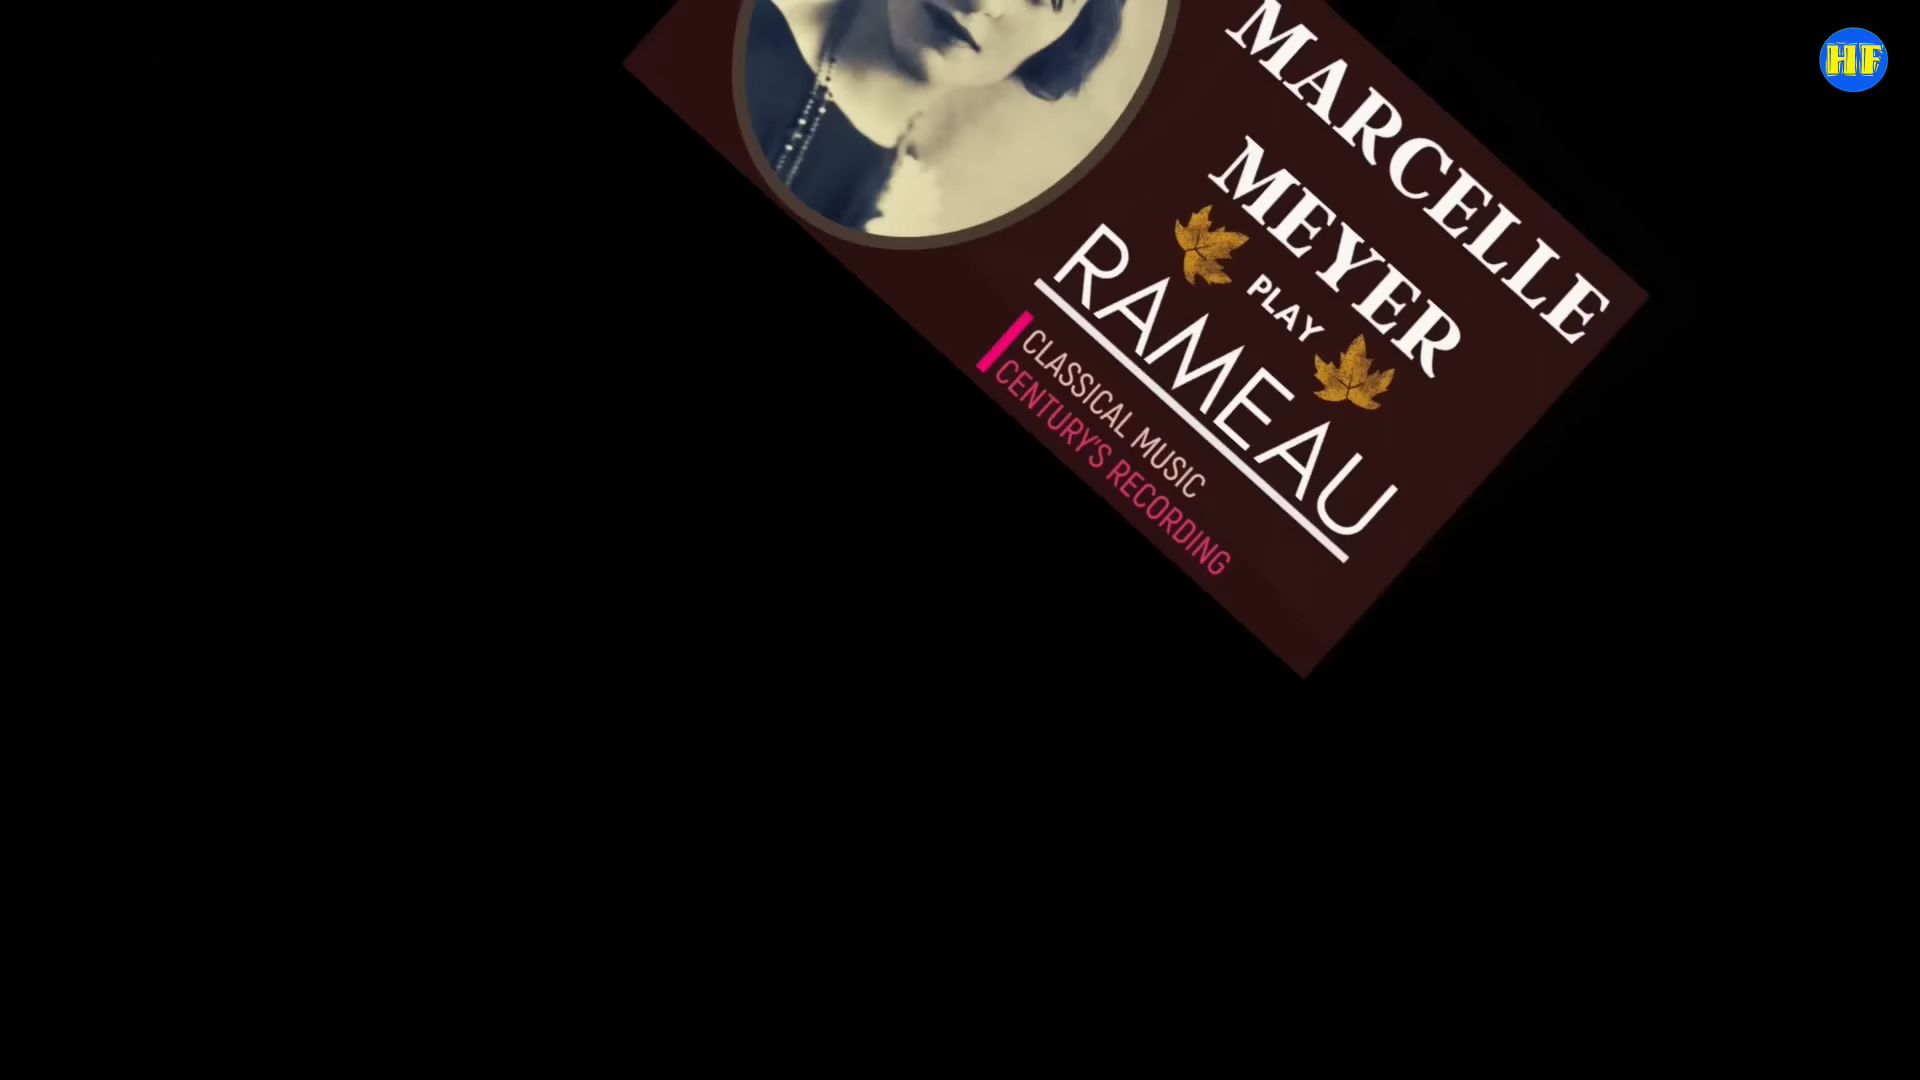 HF
MARCELLE
MEYER
PLAY
RAMEAU
CLASSICAL MUSIC
CENTURY'S RECORDING